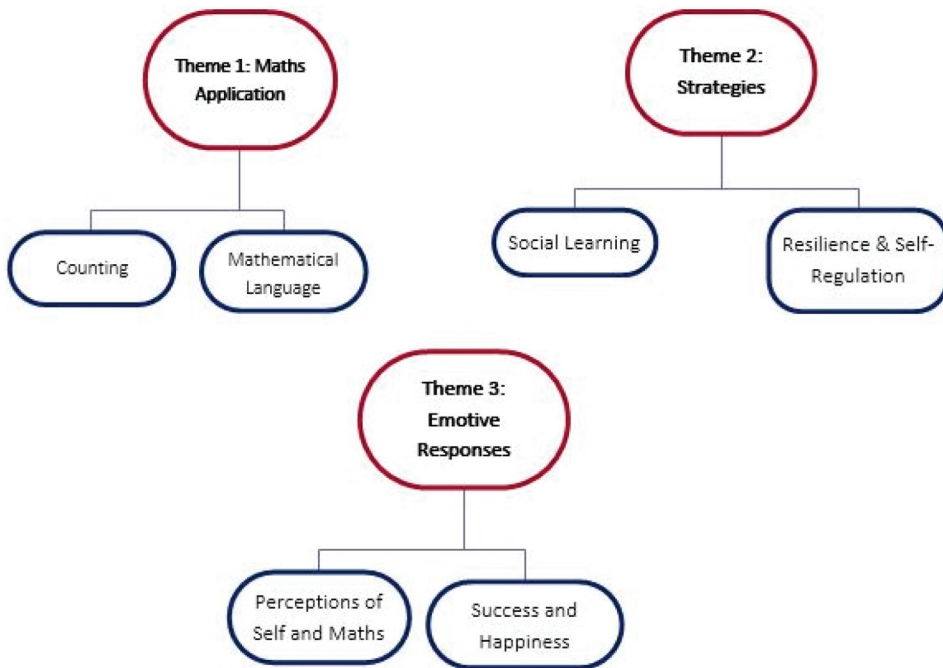 Theme 1: Maths
Application
Theme 2:
Strategies
Counting
Mathematical
Language
Social Learning
Resilience & Self-
Regulation
Theme 3:
Emotive
Responses
Perceptions of
Self and Maths
Success and
Happiness